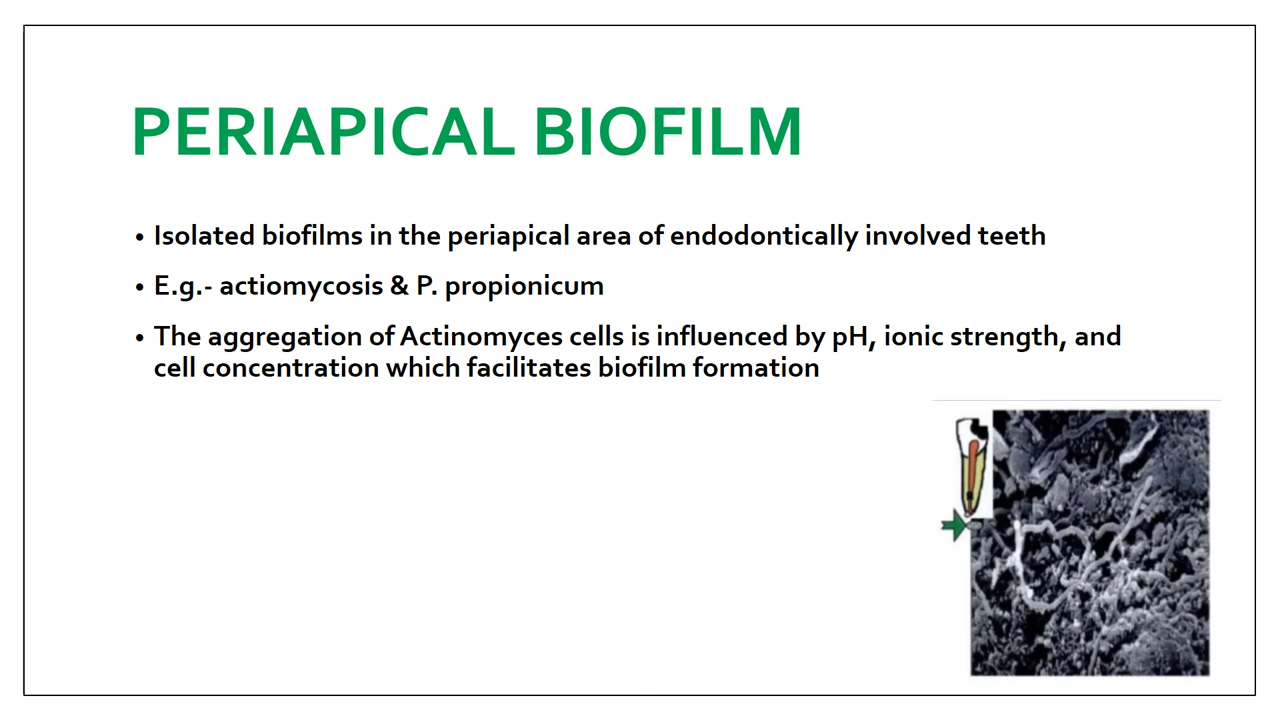 PERIAPICAL BIOFILM
• Isolated biofilms in the periapical area of endodontically involved teeth
• E.g.- actiomycosis & P. propionicum
• The aggregation of Actinomyces cells is influenced by pH, ionic strength, and
cell concentration which facilitates biofilm formation